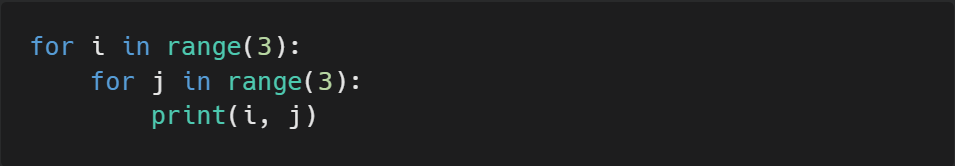 for i in range(3):
    for j in range(3):
        print(i, j)